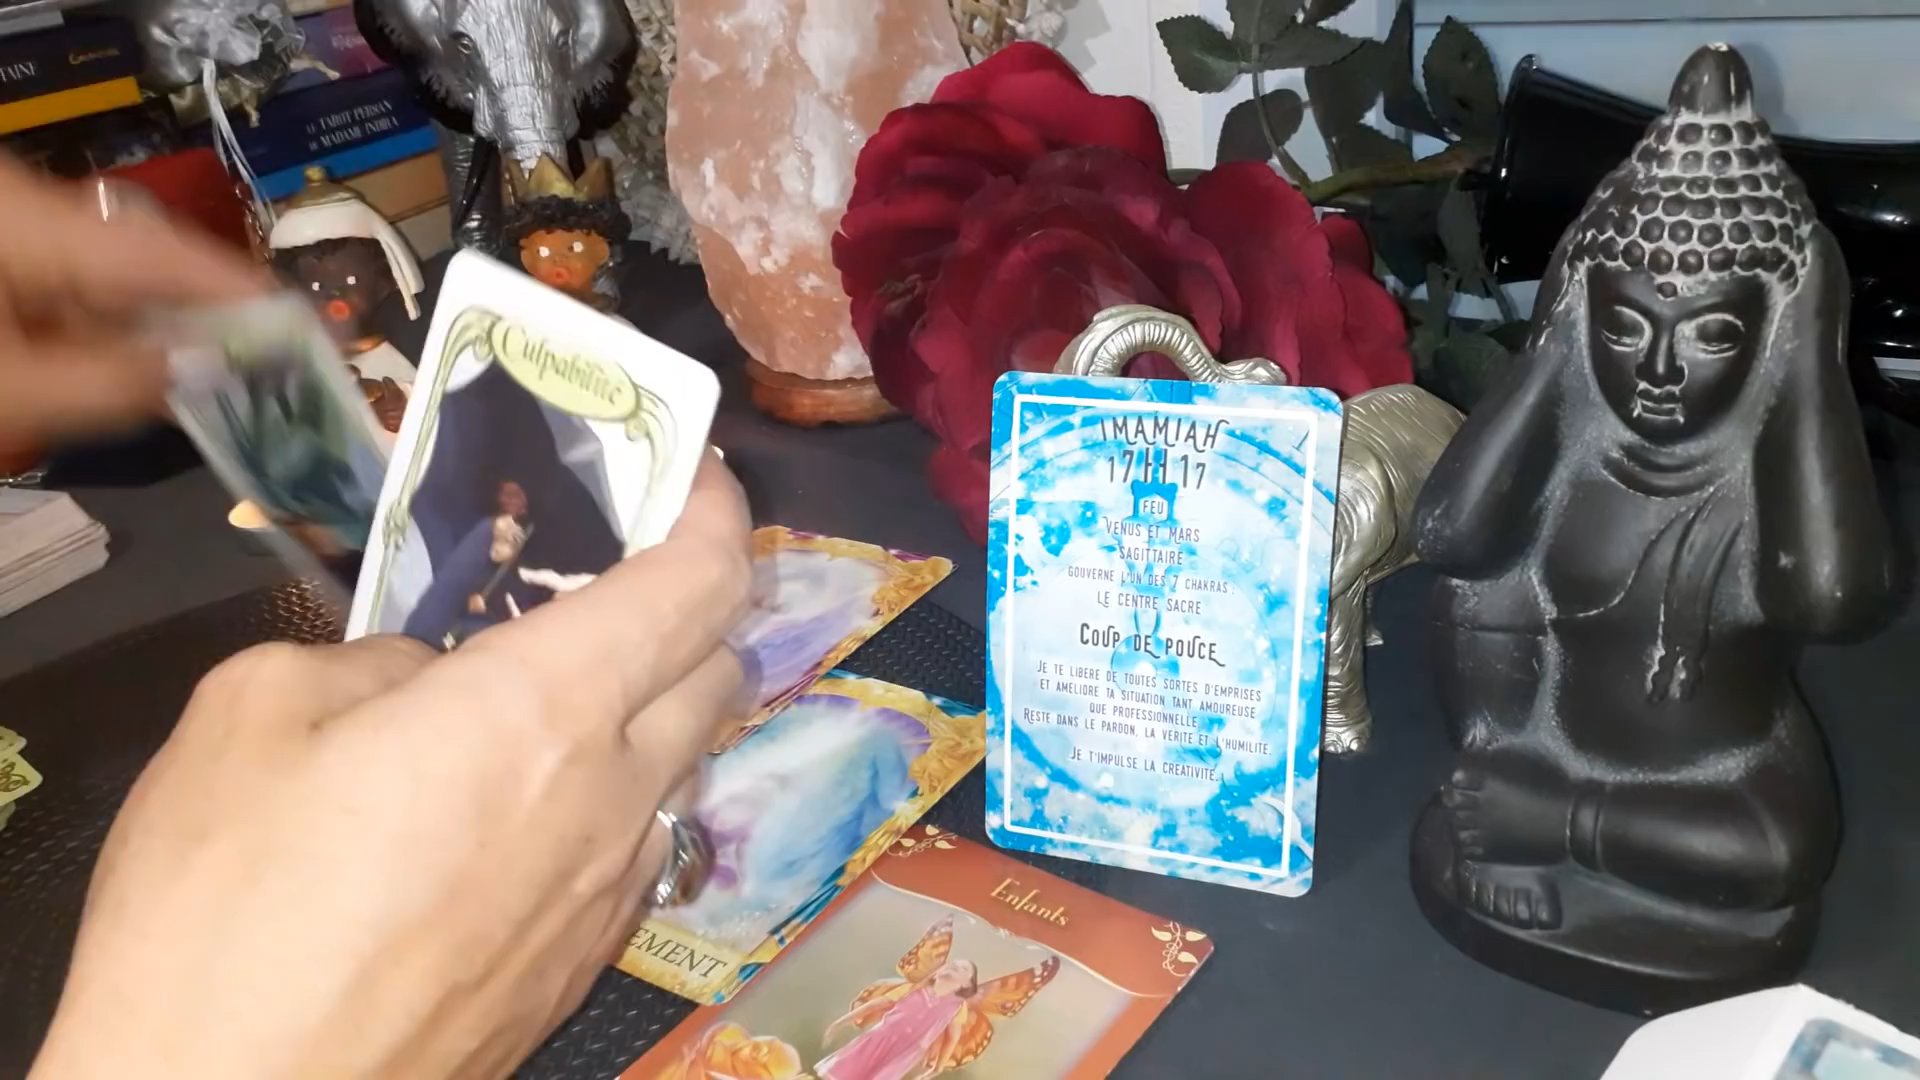 LE TAROT PERSAN
DE MADAME INDIRA
Culpabilité
IMAMIAH
17H17
FEU
VENUS ET MARS
SAGITTAIRE
GOUVERNE L'UN DES 7 CHAKRAS :
LE CENTRE SACRE
COUP DE POUCE
JE TE LIBERE DE TOUTES SORTES D'EMPRISES
ET AMELIORE TA SITUATION TANT AMOUREUSE
QUE PROFESSIONNELLE.
RESTE DANS LE PARDON, LA VERITE ET L'HUMILITE.
JE T'IMPULSE LA CREATIVITE.
EMENT
Enfants